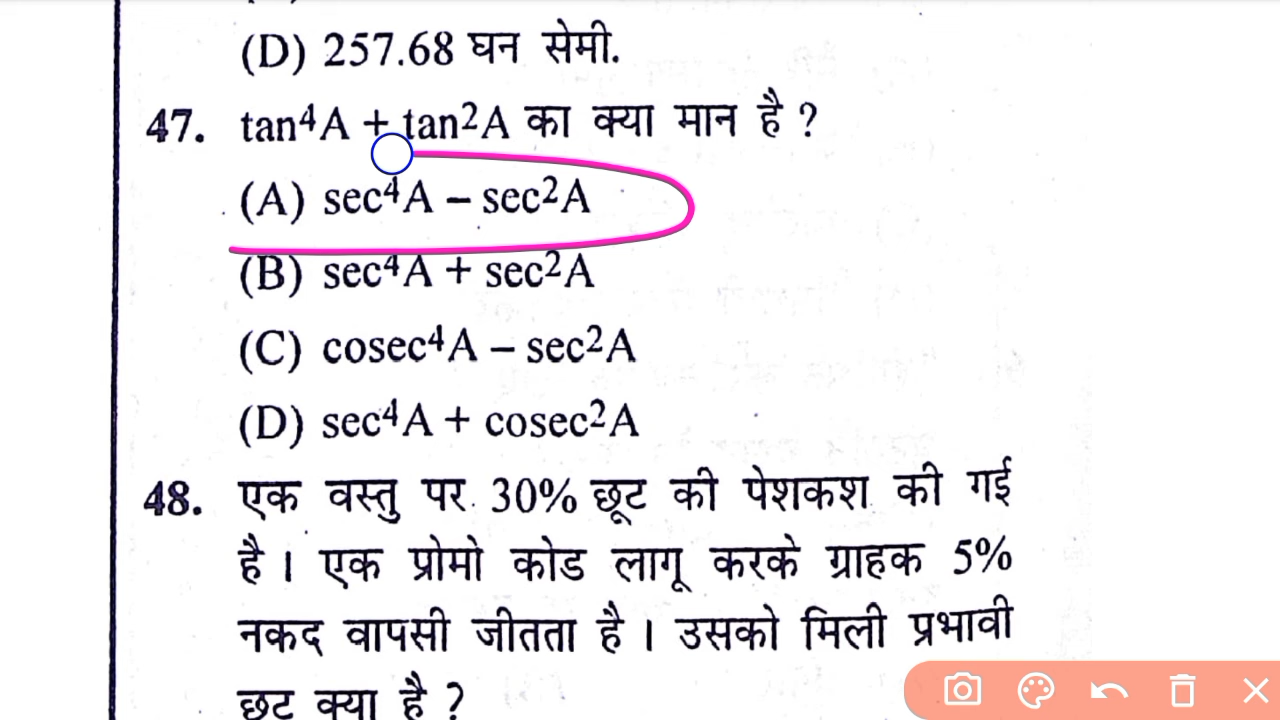 (D) 257.68 घन सेमी.
47. tan⁴A + tan²A का क्या मान है ?
(A) sec⁴A – sec²A
(B) sec⁴A + sec²A
(C) cosec⁴A – sec²A
(D) sec⁴A + cosec²A
48. एक वस्तु पर 30% छूट की पेशकश की गई
है । एक प्रोमो कोड लागू करके ग्राहक 5%
नकद वापसी जीतता है । उसको मिली प्रभावी
छूट क्या है ?